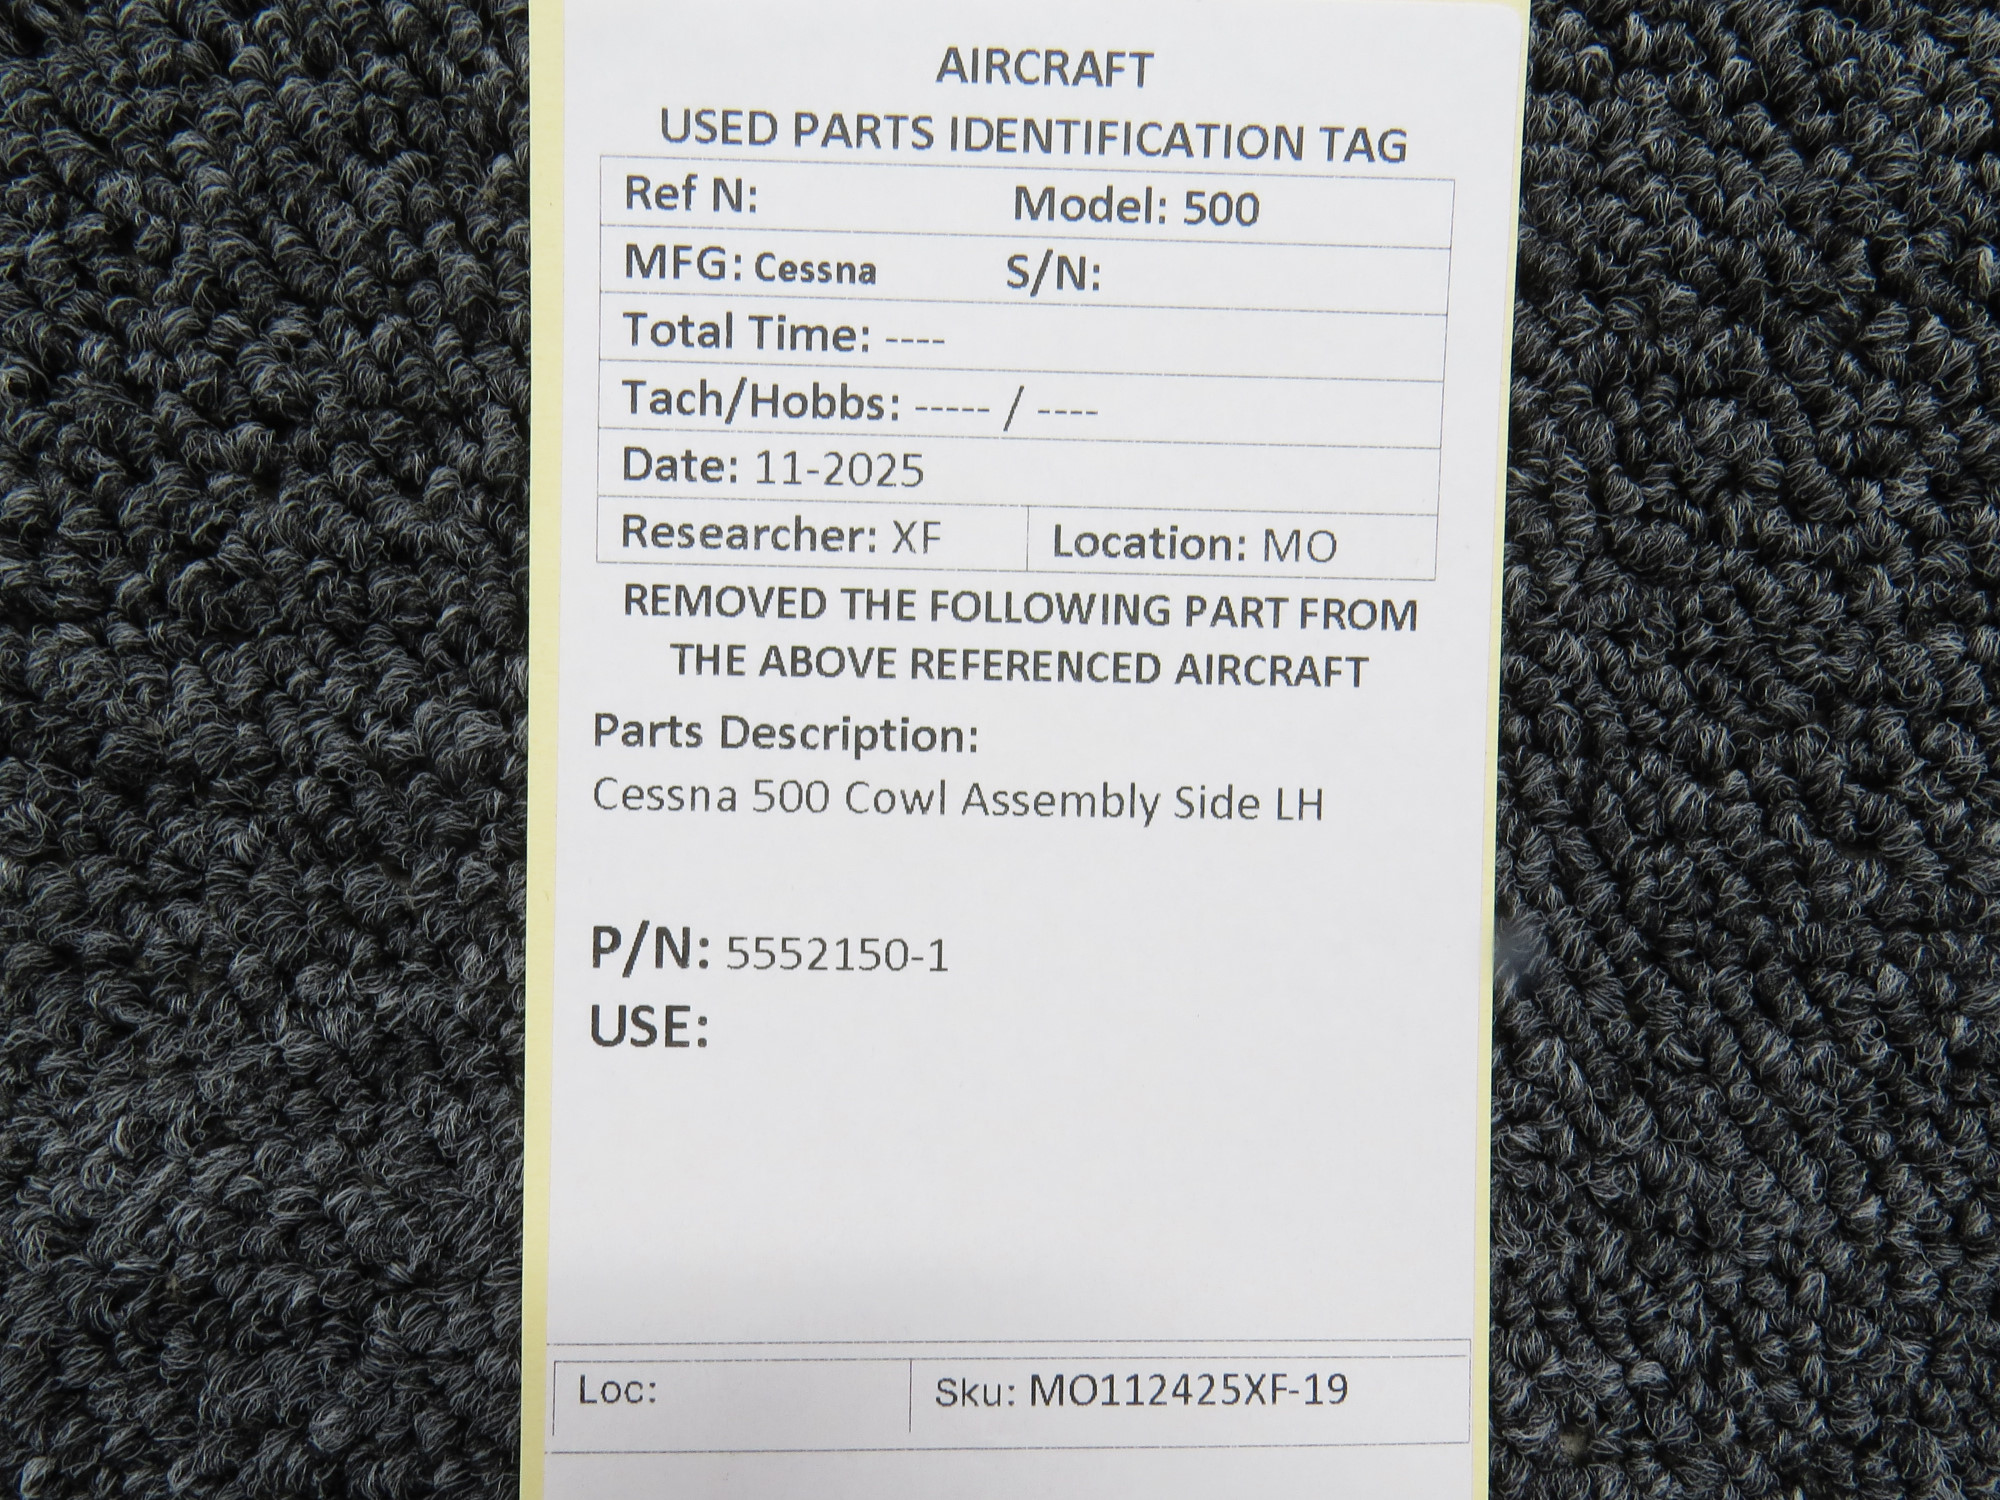 AIRCRAFT
USED PARTS IDENTIFICATION TAG
Ref N: Model: 500
MFG: Cessna S/N:
Total Time: ----
Tach/Hobbs: ----- / ----
Date: 11-2025
Researcher: XF Location: MO
REMOVED THE FOLLOWING PART FROM
THE ABOVE REFERENCED AIRCRAFT
Parts Description:
Cessna 500 Cowl Assembly Side LH
P/N: 5552150-1
USE:
Loc: Sku: MO112425XF-19